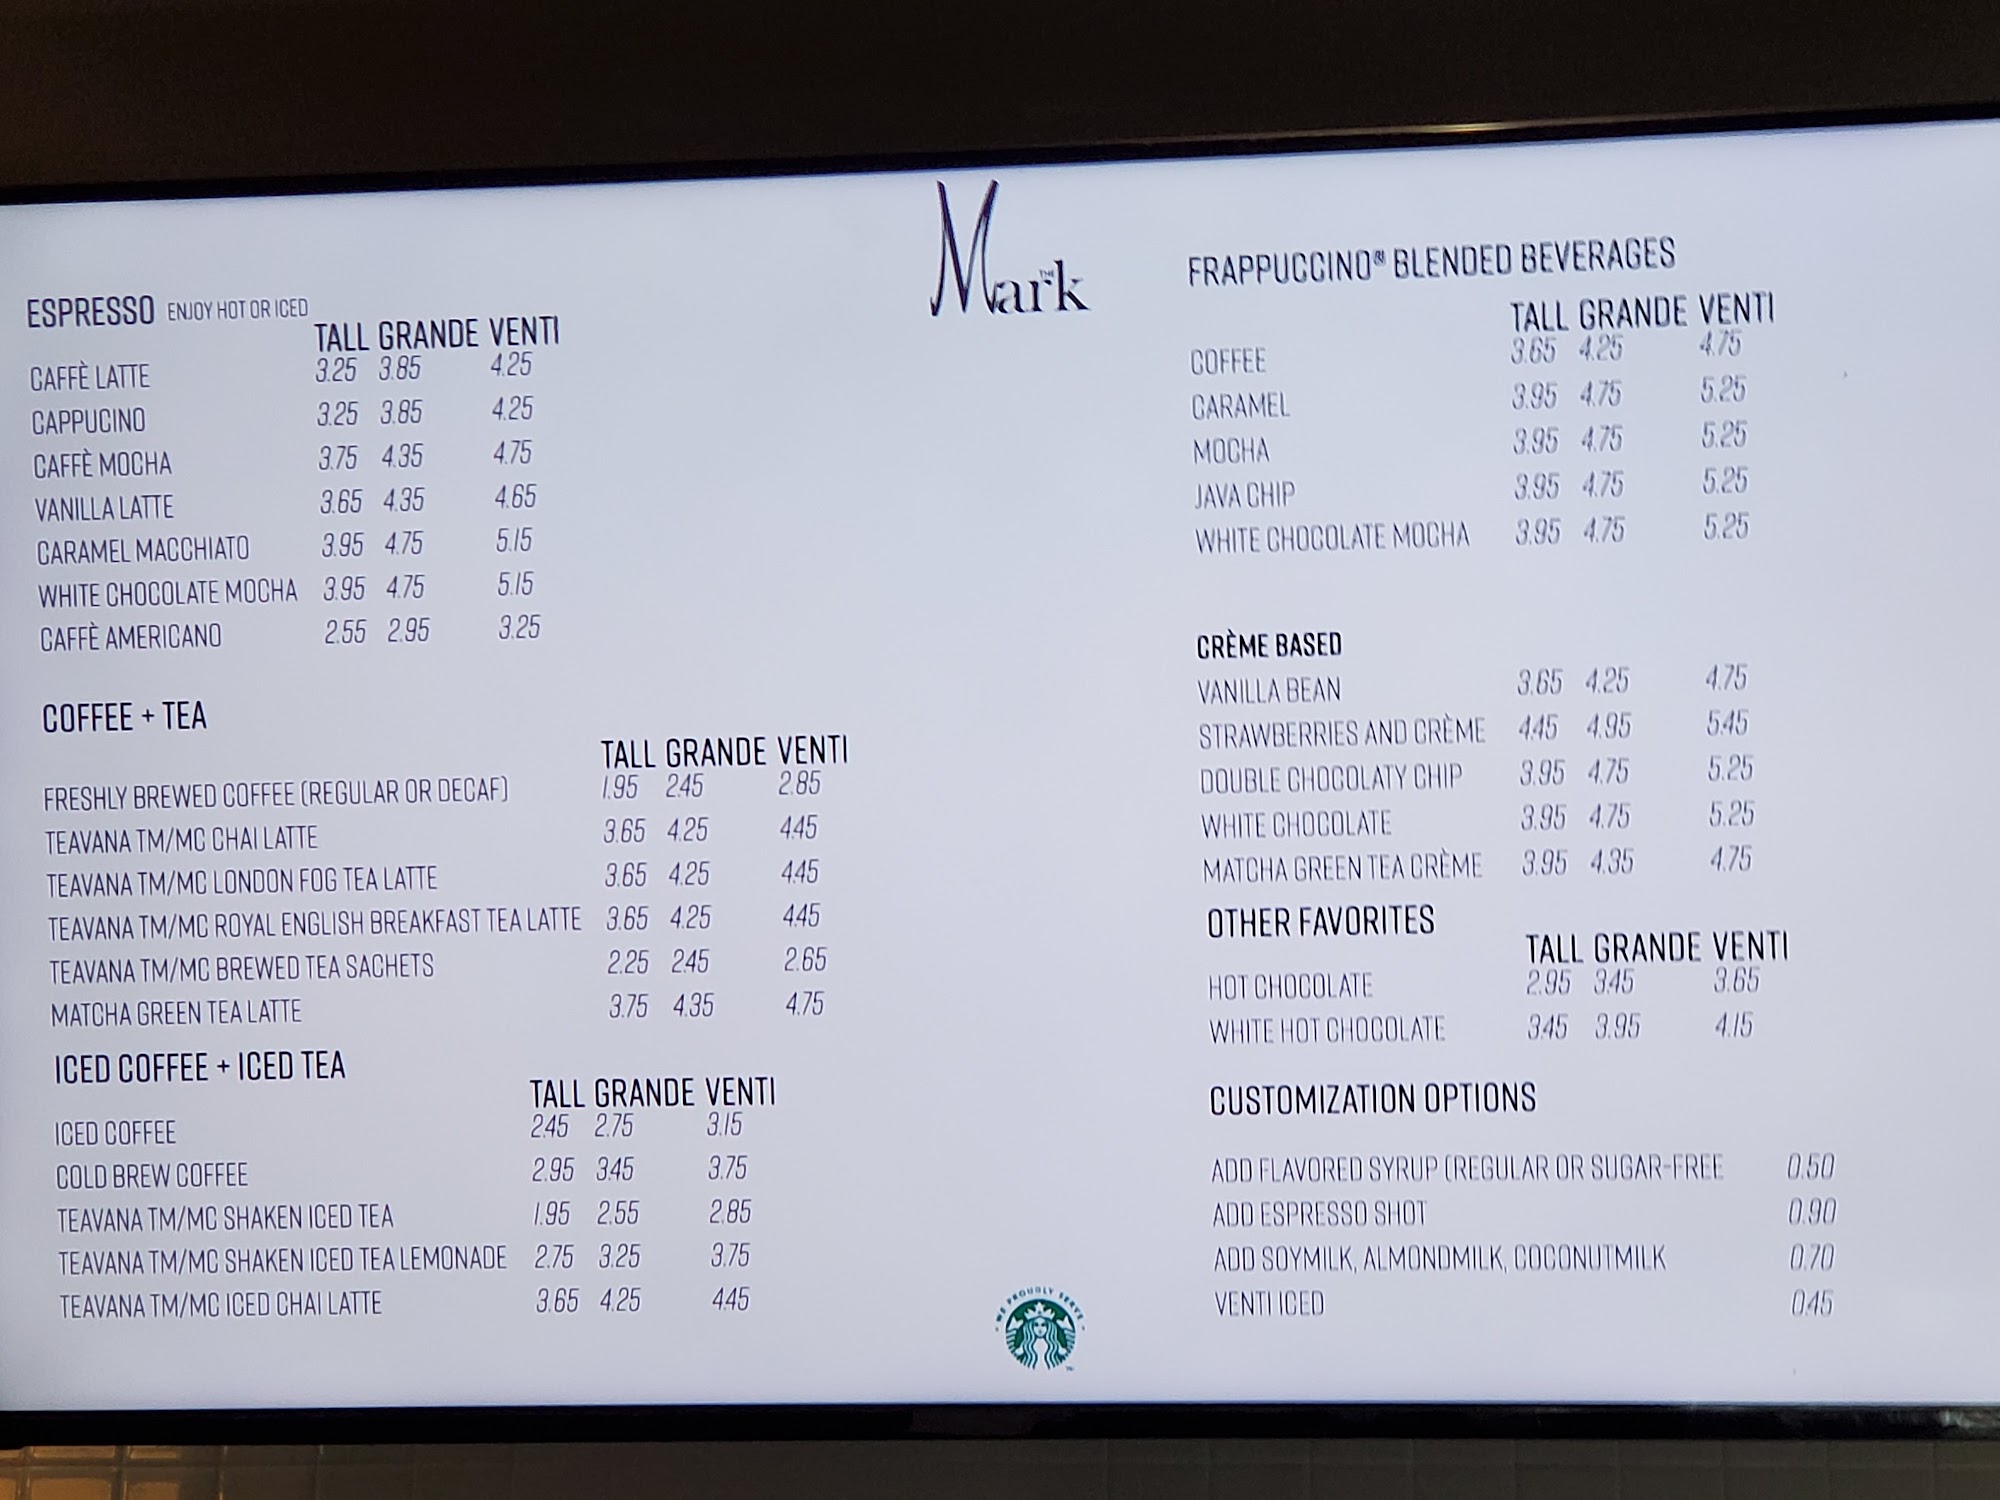 The Mark
ESPRESSO ENJOY HOT OR ICED
TALL GRANDE VENTI
CAFFÈ LATTE 3.25 3.85 4.25
CAPPUCINO 3.25 3.85 4.25
CAFFÈ MOCHA 3.75 4.35 4.75
VANILLA LATTE 3.65 4.35 4.65
CARAMEL MACCHIATO 3.95 4.75 5.15
WHITE CHOCOLATE MOCHA 3.95 4.75 5.15
CAFFÈ AMERICANO 2.55 2.95 3.25
COFFEE + TEA
TALL GRANDE VENTI
FRESHLY BREWED COFFEE (REGULAR OR DECAF) 1.95 2.45 2.85
TEAVANA TM/MC CHAI LATTE 3.65 4.25 4.45
TEAVANA TM/MC LONDON FOG TEA LATTE 3.65 4.25 4.45
TEAVANA TM/MC ROYAL ENGLISH BREAKFAST TEA LATTE 3.65 4.25 4.45
TEAVANA TM/MC BREWED TEA SACHETS 2.25 2.45 2.65
MATCHA GREEN TEA LATTE 3.75 4.35 4.75
ICED COFFEE + ICED TEA
TALL GRANDE VENTI
ICED COFFEE 2.45 2.75 3.15
COLD BREW COFFEE 2.95 3.45 3.75
TEAVANA TM/MC SHAKEN ICED TEA 1.95 2.55 2.85
TEAVANA TM/MC SHAKEN ICED TEA LEMONADE 2.75 3.25 3.75
TEAVANA TM/MC ICED CHAI LATTE 3.65 4.25 4.45
FRAPPUCCINO® BLENDED BEVERAGES
TALL GRANDE VENTI
COFFEE 3.65 4.25 4.75
CARAMEL 3.95 4.75 5.25
MOCHA 3.95 4.75 5.25
JAVA CHIP 3.95 4.75 5.25
WHITE CHOCOLATE MOCHA 3.95 4.75 5.25
CRÈME BASED
VANILLA BEAN 3.65 4.25 4.75
STRAWBERRIES AND CRÈME 4.45 4.95 5.45
DOUBLE CHOCOLATY CHIP 3.95 4.75 5.25
WHITE CHOCOLATE 3.95 4.75 5.25
MATCHA GREEN TEA CRÈME 3.95 4.35 4.75
OTHER FAVORITES
TALL GRANDE VENTI
HOT CHOCOLATE 2.95 3.45 3.65
WHITE HOT CHOCOLATE 3.45 3.95 4.15
CUSTOMIZATION OPTIONS
ADD FLAVORED SYRUP (REGULAR OR SUGAR-FREE 0.50
ADD ESPRESSO SHOT 0.90
ADD SOYMILK, ALMONDMILK, COCONUTMILK 0.70
VENTI ICED 0.45
WE PROUDLY SERVE
TM